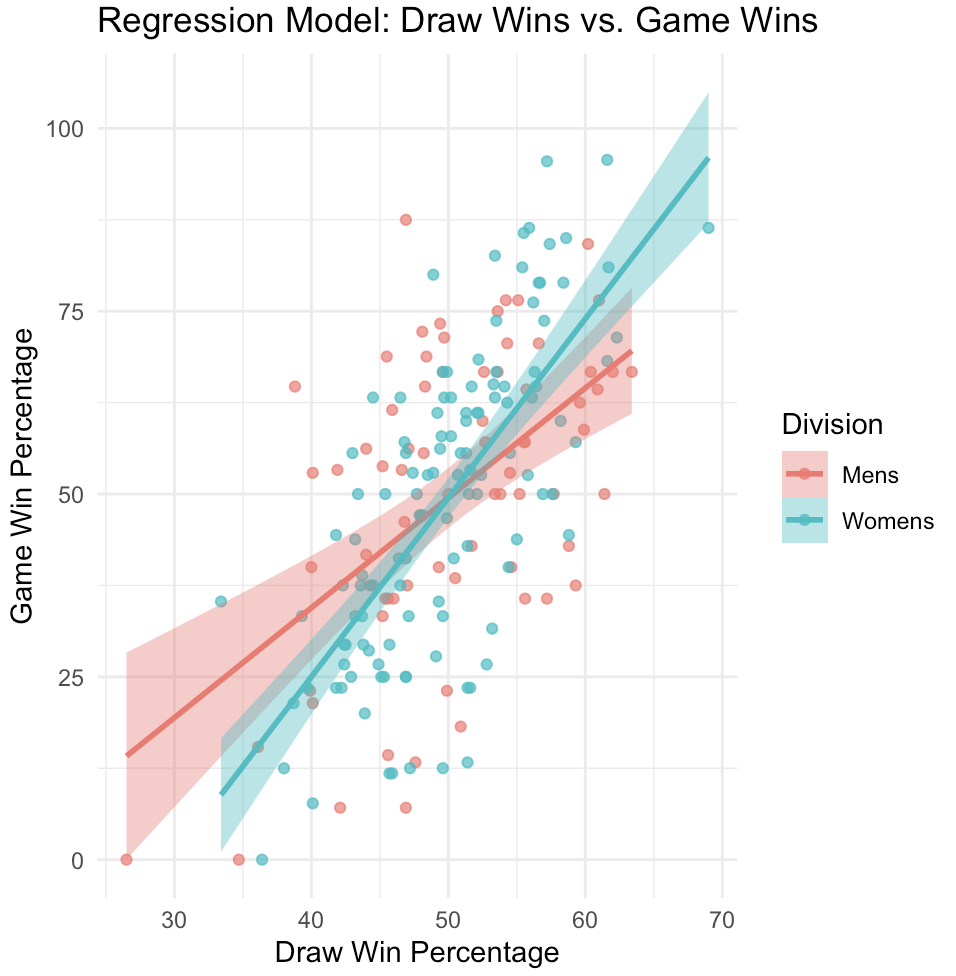 Regression Model: Draw Wins vs. Game Wins
100
75
50
25
0
Game Win Percentage
30 40 50 60 70
Draw Win Percentage
Division
Mens
Womens